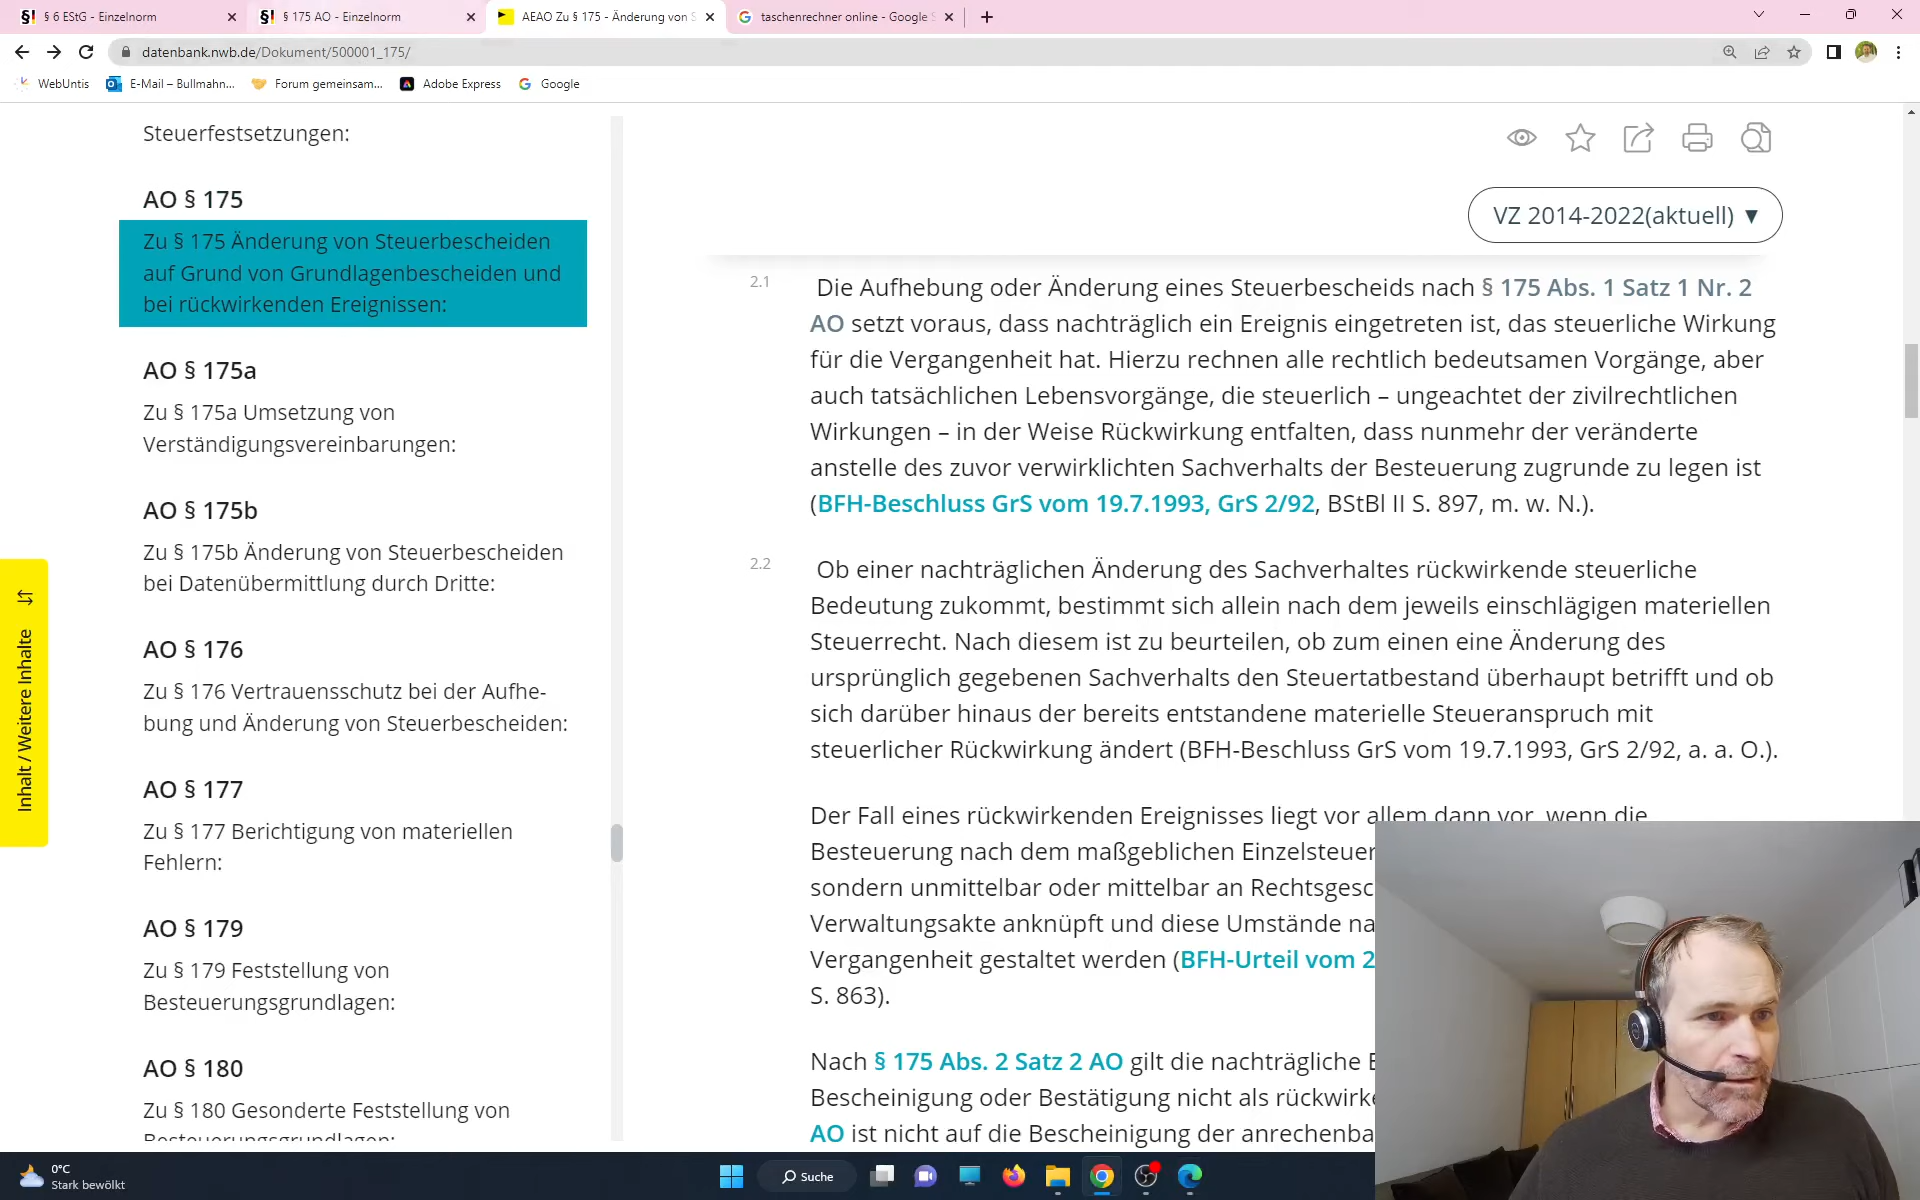 § 6 EStG - Einzelnorm
§ 175 AO - Einzelnorm
AEAO Zu § 175 - Änderung von S
taschenrechner online - Google S
datenbank.nwb.de/Dokument/500001_175/
WebUntis
E-Mail – Bullmahn...
Forum gemeinsam...
Adobe Express
Google
Steuerfestsetzungen:
AO § 175
Zu § 175 Änderung von Steuerbescheiden
auf Grund von Grundlagenbescheiden und
bei rückwirkenden Ereignissen:
AO § 175a
Zu § 175a Umsetzung von
Verständigungsvereinbarungen:
AO § 175b
Zu § 175b Änderung von Steuerbescheiden
bei Datenübermittlung durch Dritte:
AO § 176
Zu § 176 Vertrauensschutz bei der Aufhe-
bung und Änderung von Steuerbescheiden:
AO § 177
Zu § 177 Berichtigung von materiellen
Fehlern:
AO § 179
Zu § 179 Feststellung von
Besteuerungsgrundlagen:
AO § 180
Zu § 180 Gesonderte Feststellung von
Besteuerungsgrundlagen:
Inhalt / Weitere Inhalte
VZ 2014-2022(aktuell) ▼
2.1
Die Aufhebung oder Änderung eines Steuerbescheids nach § 175 Abs. 1 Satz 1 Nr. 2
AO setzt voraus, dass nachträglich ein Ereignis eingetreten ist, das steuerliche Wirkung
für die Vergangenheit hat. Hierzu rechnen alle rechtlich bedeutsamen Vorgänge, aber
auch tatsächlichen Lebensvorgänge, die steuerlich – ungeachtet der zivilrechtlichen
Wirkungen – in der Weise Rückwirkung entfalten, dass nunmehr der veränderte
anstelle des zuvor verwirklichten Sachverhalts der Besteuerung zugrunde zu legen ist
(BFH-Beschluss GrS vom 19.7.1993, GrS 2/92, BStBl II S. 897, m. w. N.).
2.2
Ob einer nachträglichen Änderung des Sachverhaltes rückwirkende steuerliche
Bedeutung zukommt, bestimmt sich allein nach dem jeweils einschlägigen materiellen
Steuerrecht. Nach diesem ist zu beurteilen, ob zum einen eine Änderung des
ursprünglich gegebenen Sachverhalts den Steuertatbestand überhaupt betrifft und ob
sich darüber hinaus der bereits entstandene materielle Steueranspruch mit
steuerlicher Rückwirkung ändert (BFH-Beschluss GrS vom 19.7.1993, GrS 2/92, a. a. O.).
Der Fall eines rückwirkenden Ereignisses liegt vor allem dann vor, wenn die
Besteuerung nach dem maßgeblichen Einzelsteuer
sondern unmittelbar oder mittelbar an Rechtsgesc
Verwaltungsakte anknüpft und diese Umstände na
Vergangenheit gestaltet werden (BFH-Urteil vom 2
S. 863).
Nach § 175 Abs. 2 Satz 2 AO gilt die nachträgliche E
Bescheinigung oder Bestätigung nicht als rückwirke
AO ist nicht auf die Bescheinigung der anrechenba
0°C
Stark bewölkt
Suche